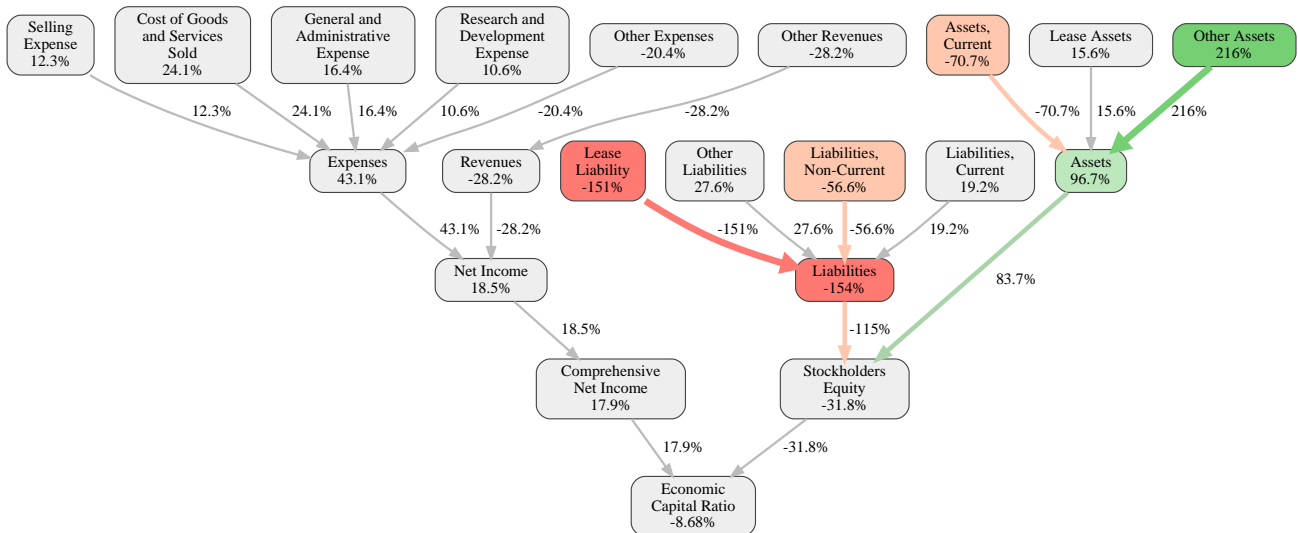 Selling
Expense
12.3%
Cost of Goods
and Services
Sold
24.1%
General and
Administrative
Expense
16.4%
Research and
Development
Expense
10.6%
Other Expenses
-20.4%
Other Revenues
-28.2%
Assets,
Current
-70.7%
Lease Assets
15.6%
Other Assets
216%
12.3%
24.1%
16.4%
10.6%
-20.4%
-28.2%
-70.7%
15.6%
216%
Expenses
43.1%
Revenues
-28.2%
Lease
Liability
-151%
Other
Liabilities
27.6%
Liabilities,
Non-Current
-56.6%
Liabilities,
Current
19.2%
Assets
96.7%
43.1%
-28.2%
-151%
27.6%
-56.6%
19.2%
83.7%
Net Income
18.5%
Liabilities
-154%
18.5%
-115%
Comprehensive
Net Income
17.9%
Stockholders
Equity
-31.8%
17.9%
-31.8%
Economic
Capital Ratio
-8.68%